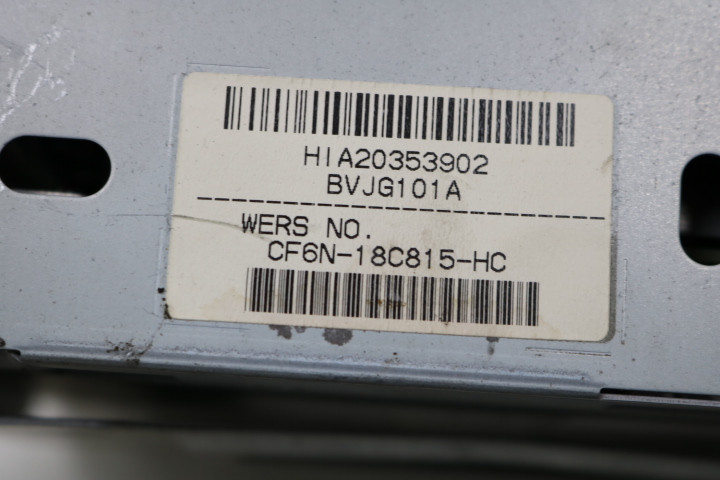 HIA20353902
BVJG101A
WERS NO.
CF6N-18C815-HC